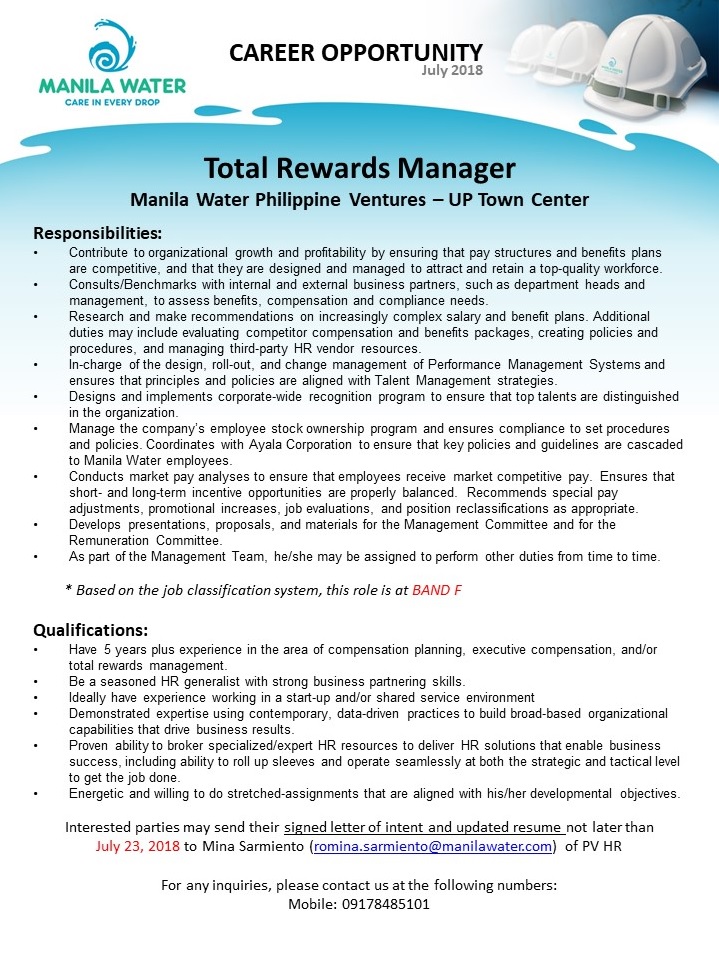 CAREER OPPORTUNITY
July 2018
MANILA WATER
CARE IN EVERY DROP
Total Rewards Manager
Manila Water Philippine Ventures – UP Town Center
Responsibilities:
• Contribute to organizational growth and profitability by ensuring that pay structures and benefits plans
are competitive, and that they are designed and managed to attract and retain a top-quality workforce.
• Consults/Benchmarks with internal and external business partners, such as department heads and
management, to assess benefits, compensation and compliance needs.
• Research and make recommendations on increasingly complex salary and benefit plans. Additional
duties may include evaluating competitor compensation and benefits packages, creating policies and
procedures, and managing third-party HR vendor resources.
• In-charge of the design, roll-out, and change management of Performance Management Systems and
ensures that principles and policies are aligned with Talent Management strategies.
• Designs and implements corporate-wide recognition program to ensure that top talents are distinguished
in the organization.
• Manage the company's employee stock ownership program and ensures compliance to set procedures
and policies. Coordinates with Ayala Corporation to ensure that key policies and guidelines are cascaded
to Manila Water employees.
• Conducts market pay analyses to ensure that employees receive market competitive pay. Ensures that
short- and long-term incentive opportunities are properly balanced. Recommends special pay
adjustments, promotional increases, job evaluations, and position reclassifications as appropriate.
• Develops presentations, proposals, and materials for the Management Committee and for the
Remuneration Committee.
• As part of the Management Team, he/she may be assigned to perform other duties from time to time.
* Based on the job classification system, this role is at BAND F
Qualifications:
• Have 5 years plus experience in the area of compensation planning, executive compensation, and/or
total rewards management.
• Be a seasoned HR generalist with strong business partnering skills.
• Ideally have experience working in a start-up and/or shared service environment
• Demonstrated expertise using contemporary, data-driven practices to build broad-based organizational
capabilities that drive business results.
• Proven ability to broker specialized/expert HR resources to deliver HR solutions that enable business
success, including ability to roll up sleeves and operate seamlessly at both the strategic and tactical level
to get the job done.
• Energetic and willing to do stretched-assignments that are aligned with his/her developmental objectives.
Interested parties may send their signed letter of intent and updated resume not later than
July 23, 2018 to Mina Sarmiento (romina.sarmiento@manilawater.com) of PV HR
For any inquiries, please contact us at the following numbers:
Mobile: 09178485101